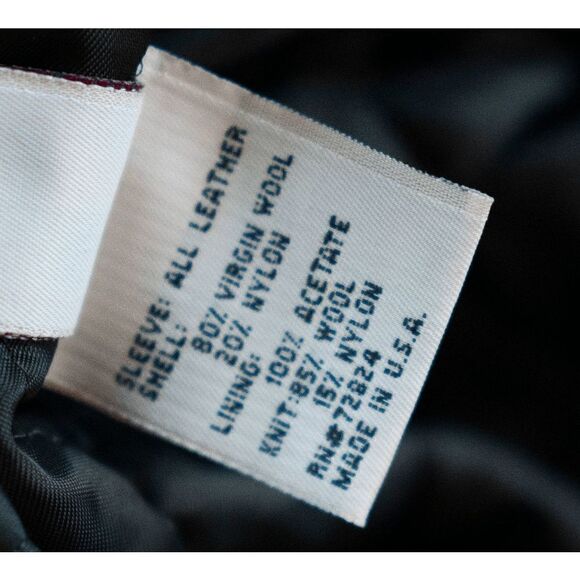 SLEEVE: ALL LEATHER
SHELL:
80% VIRGIN WOOL
20% NYLON
LINING:
100% ACETATE
KNIT: 85% WOOL
15% NYLON
RN# 72824
MADE IN U.S.A.